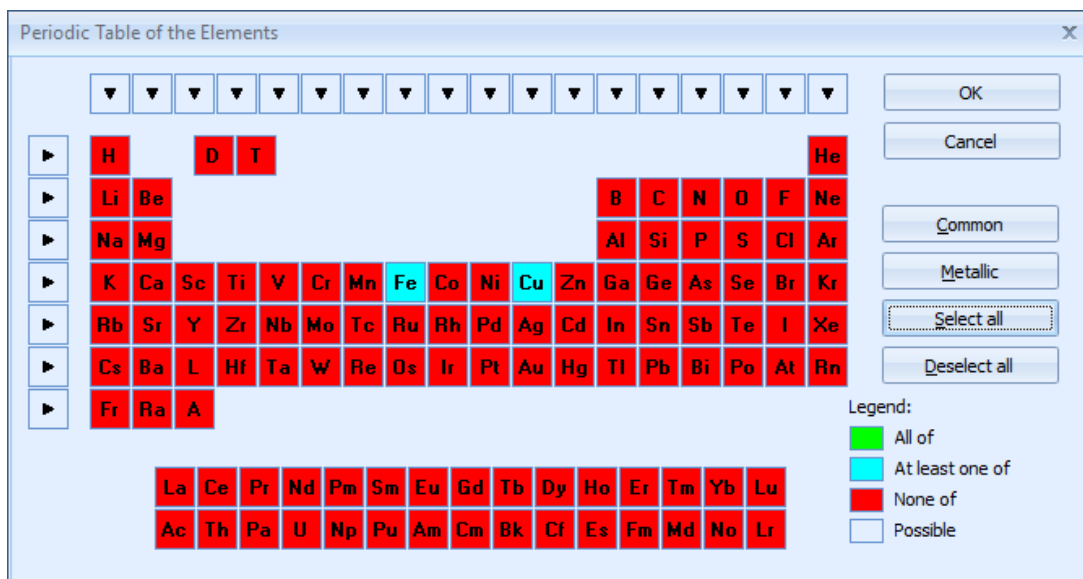 Periodic Table of the Elements x
OK
Cancel
H D T He
Li Be B C N O F Ne
Na Mg Al Si P S Cl Ar
Common
K Ca Sc Ti V Cr Mn Fe Co Ni Cu Zn Ga Ge As Se Br Kr
Metallic
Rb Sr Y Zr Nb Mo Tc Ru Rh Pd Ag Cd In Sn Sb Te I Xe
Select all
Cs Ba L Hf Ta W Re Os Ir Pt Au Hg Tl Pb Bi Po At Rn
Deselect all
Fr Ra A
Legend:
All of
At least one of
None of
Possible
La Ce Pr Nd Pm Sm Eu Gd Tb Dy Ho Er Tm Yb Lu
Ac Th Pa U Np Pu Am Cm Bk Cf Es Fm Md No Lr